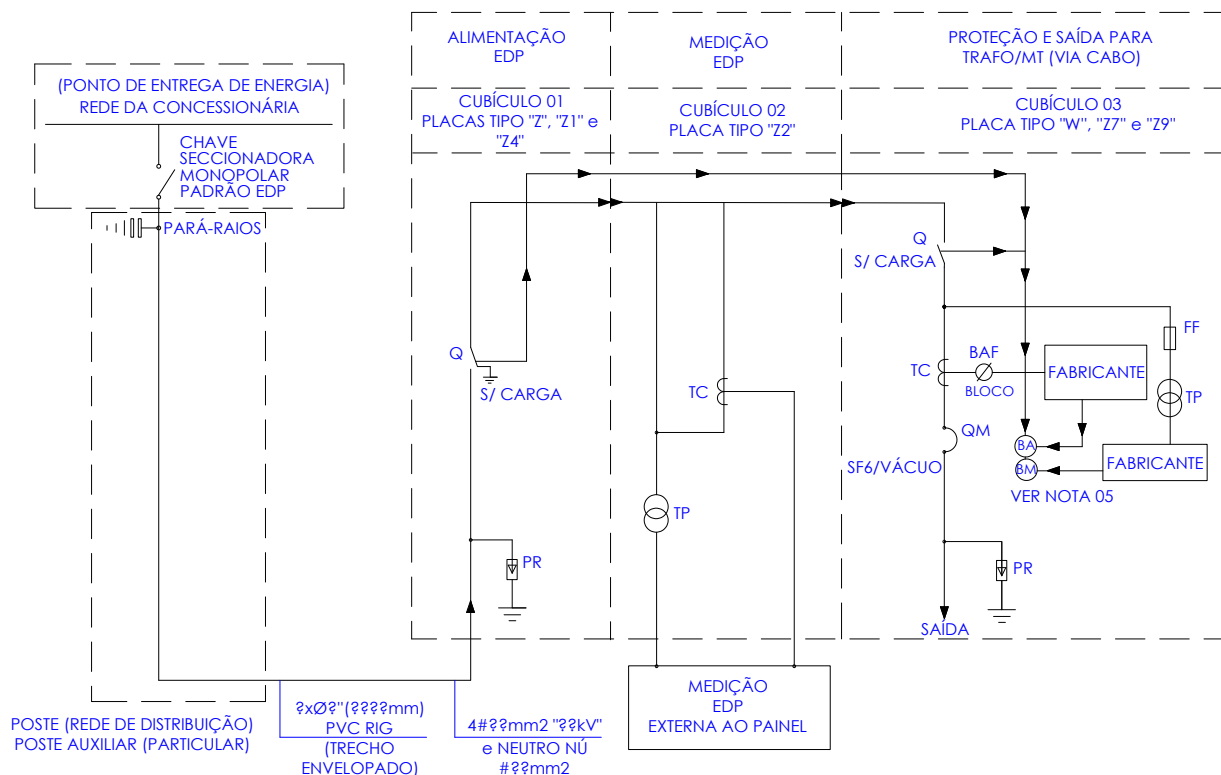 ALIMENTAÇÃO
EDP
MEDIÇÃO
EDP
PROTEÇÃO E SAÍDA PARA
TRAFO/MT (VIA CABO)
(PONTO DE ENTREGA DE ENERGIA)
REDE DA CONCESSIONÁRIA
CUBÍCULO 01
PLACAS TIPO "Z", "Z1" e
"Z4"
CUBÍCULO 02
PLACA TIPO "Z2"
CUBÍCULO 03
PLACA TIPO "W", "Z7" e "Z9"
CHAVE
SECCIONADORA
MONOPOLAR
PADRÃO EDP
PARÁ-RAIOS
Q
S/ CARGA
PR
TC
TP
Q
S/ CARGA
FF
BAF
TC
BLOCO
FABRICANTE
TP
QM
SF6/VÁCUO
BA
BM
FABRICANTE
VER NOTA 05
PR
SAÍDA
MEDIÇÃO
EDP
EXTERNA AO PAINEL
POSTE (REDE DE DISTRIBUIÇÃO)
POSTE AUXILIAR (PARTICULAR)
?xØ?"(????mm)
PVC RIG
(TRECHO
ENVELOPADO)
4#??mm2 "??kV"
e NEUTRO NÚ
#??mm2